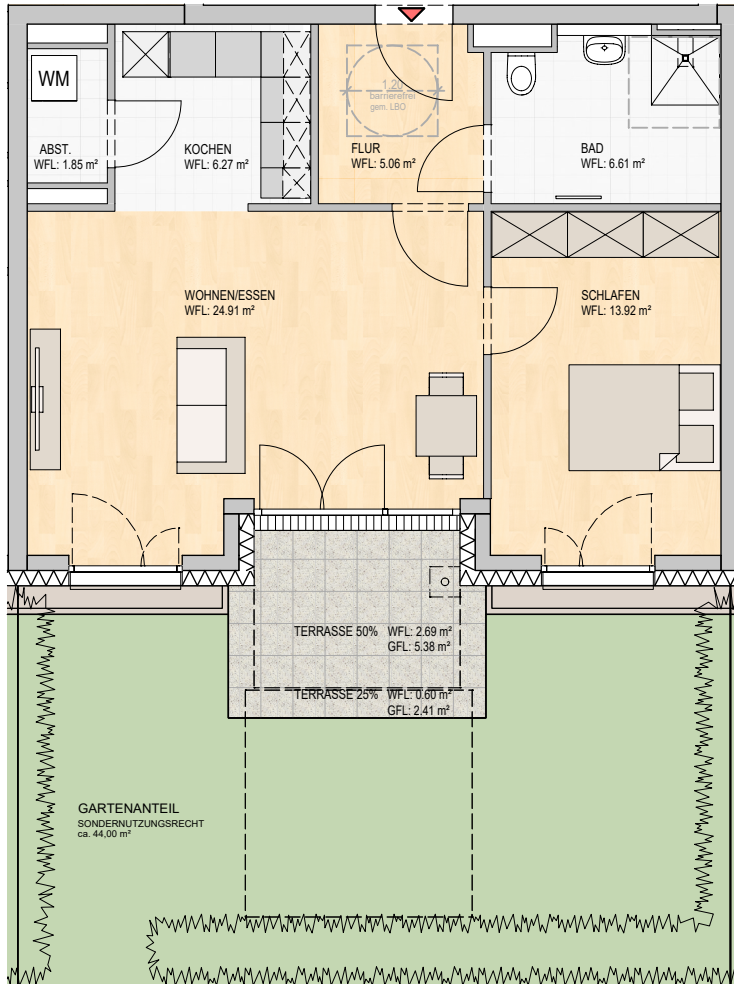 WM
1.20
barrierefrei
gem. LBO
ABST.
WFL: 1.85 m²
KOCHEN
WFL: 6.27 m²
FLUR
WFL: 5.06 m²
BAD
WFL: 6.61 m²
WOHNEN/ESSEN
WFL: 24.91 m²
SCHLAFEN
WFL: 13.92 m²
TERRASSE 50% WFL: 2.69 m²
GFL: 5.38 m²
TERRASSE 25% WFL: 0.60 m²
GFL: 2.41 m²
GARTENANTEIL
SONDERNUTZUNGSRECHT
ca. 44,00 m²